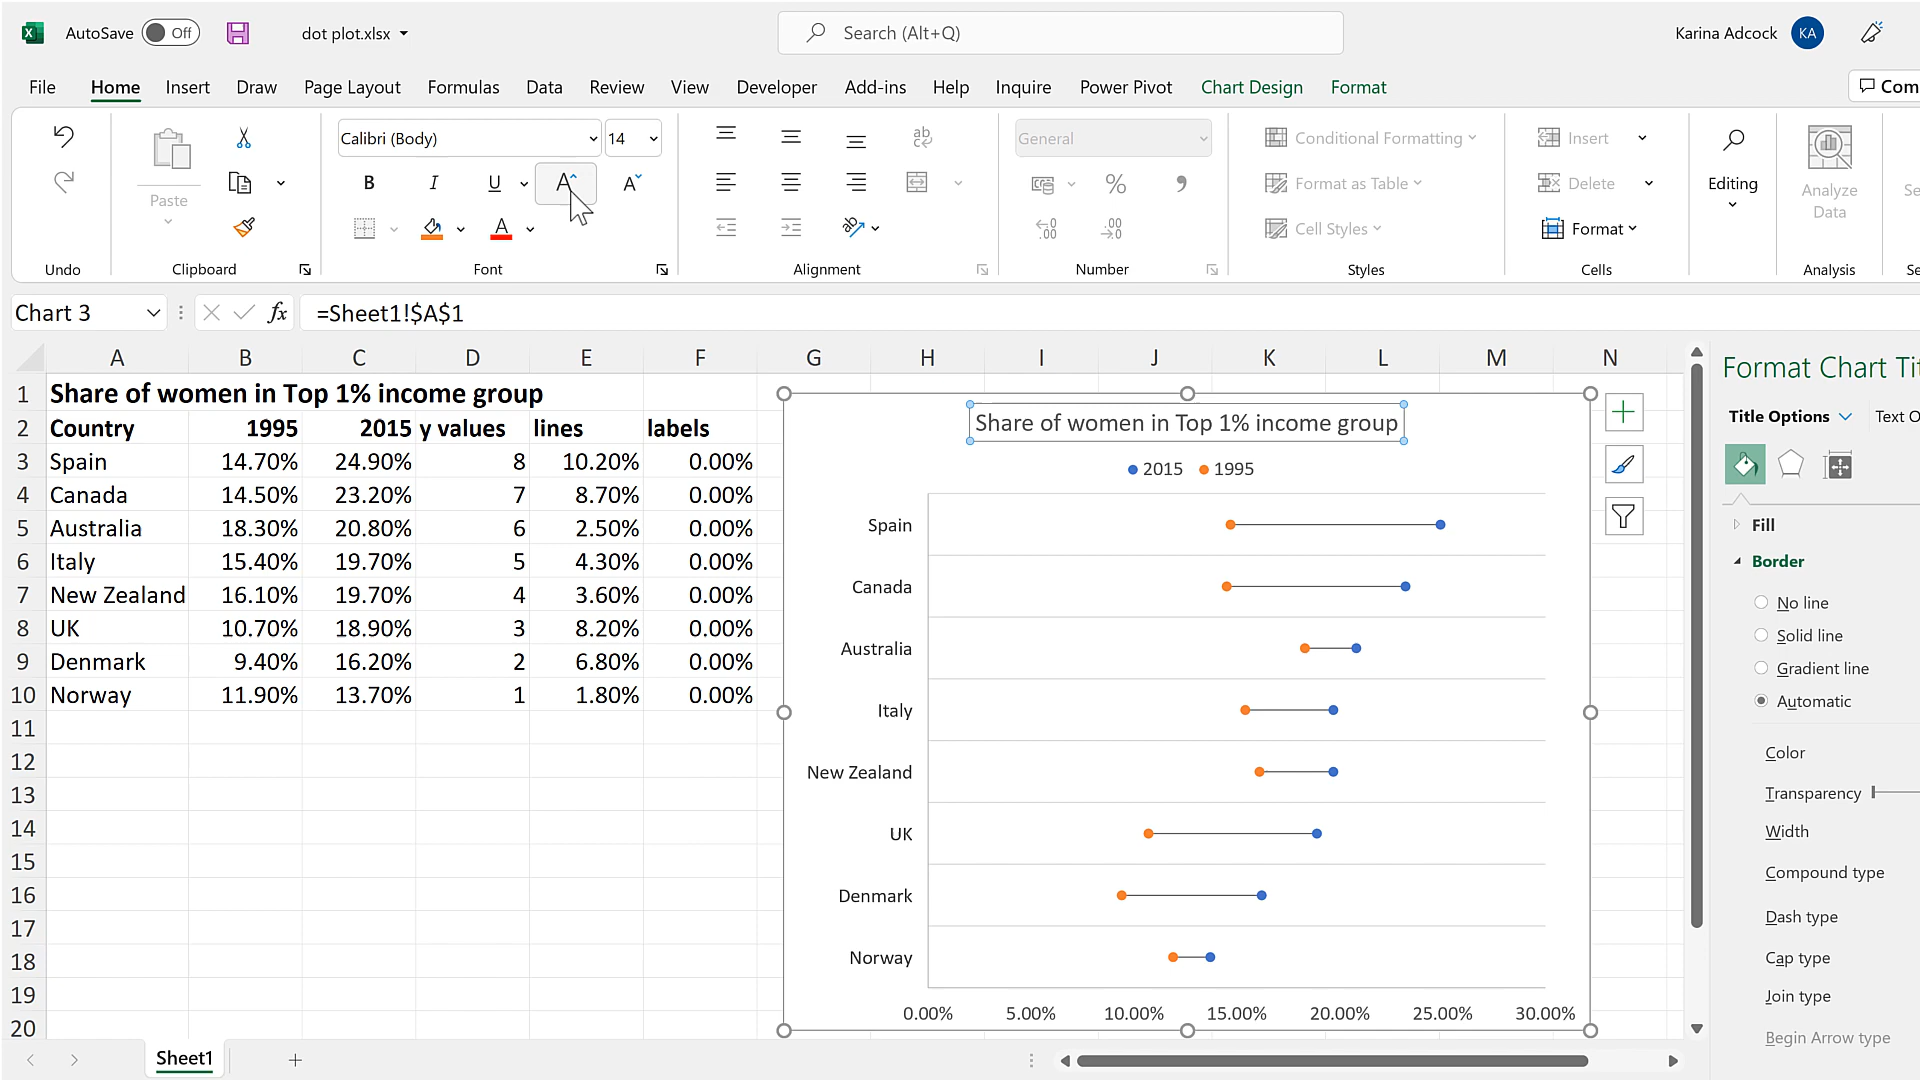 AutoSave Off dot plot.xlsx Search (Alt+Q) Karina Adcock KA
File Home Insert Draw Page Layout Formulas Data Review View Developer Add-ins Help Inquire Power Pivot Chart Design Format Com
Calibri (Body) 14 ab General Conditional Formatting Insert
Paste B I U A A % Format as Table Delete Editing Analyze Data
A ab Cell Styles Format
Undo Clipboard Font Alignment Number Styles Cells Analysis Se
Chart 3 fx =Sheet1!$A$1
A B C D E F G H I J K L M N
1 Share of women in Top 1% income group
2 Country 1995 2015 y values lines labels
3 Spain 14.70% 24.90% 8 10.20% 0.00%
4 Canada 14.50% 23.20% 7 8.70% 0.00%
5 Australia 18.30% 20.80% 6 2.50% 0.00%
6 Italy 15.40% 19.70% 5 4.30% 0.00%
7 New Zealand 16.10% 19.70% 4 3.60% 0.00%
8 UK 10.70% 18.90% 3 8.20% 0.00%
9 Denmark 9.40% 16.20% 2 6.80% 0.00%
10 Norway 11.90% 13.70% 1 1.80% 0.00%
11
12
13
14
15
16
17
18
19
20
Share of women in Top 1% income group
2015 1995
Spain
Canada
Australia
Italy
New Zealand
UK
Denmark
Norway
0.00% 5.00% 10.00% 15.00% 20.00% 25.00% 30.00%
Format Chart Tit
Title Options Text O
Fill
Border
No line
Solid line
Gradient line
Automatic
Color
Transparency
Width
Compound type
Dash type
Cap type
Join type
Begin Arrow type
Sheet1